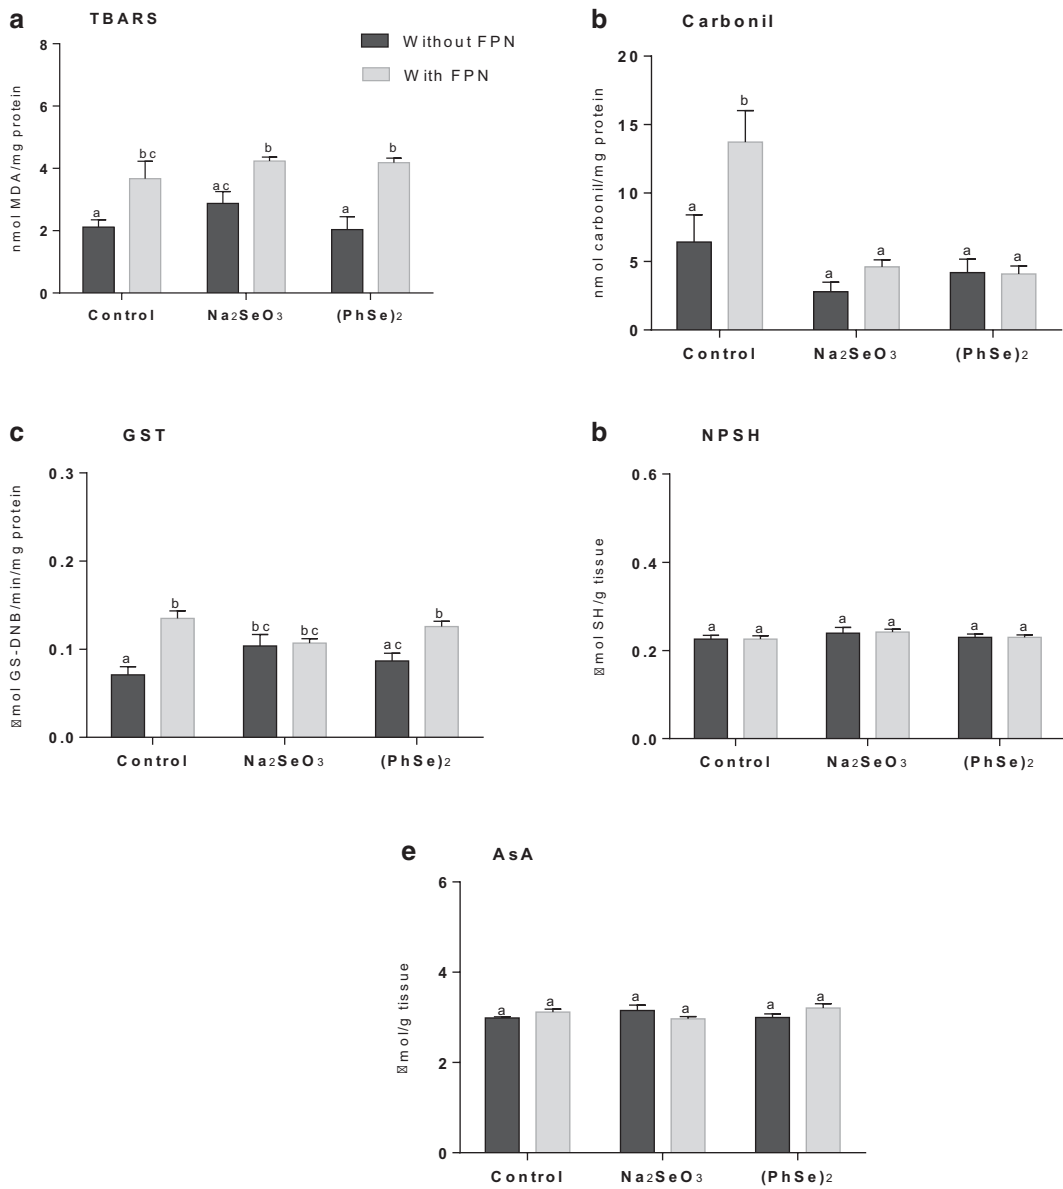 a TBARS
Without FPN
With FPN
nmol MDA/mg protein
8
6
4
2
0
a
bc
ac
b
a
b
Control Na2SeO3 (PhSe)2
b Carbonil
nmol carbonil/mg protein
20
15
10
5
0
a
b
a
a
a
a
Control Na2SeO3 (PhSe)2
c GST
mol GS-DNB/min/mg protein
0.3
0.2
0.1
0.0
a
b
bc
bc
ac
b
Control Na2SeO3 (PhSe)2
b NPSH
mol SH/g tissue
0.6
0.4
0.2
0.0
a
a
a
a
a
a
Control Na2SeO3 (PhSe)2
e AsA
mol/g tissue
6
4
2
0
a
a
a
a
a
a
Control Na2SeO3 (PhSe)2